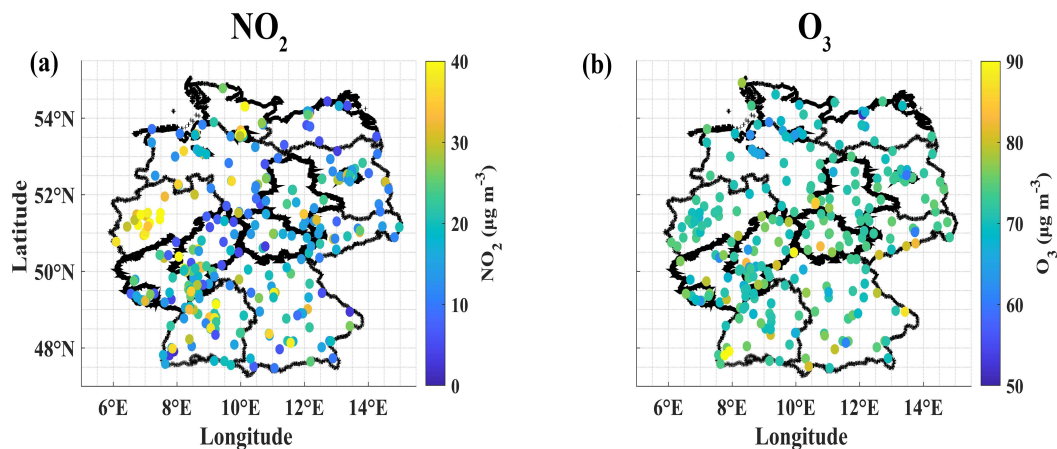 NO2
(a)
54°N
52°N
50°N
48°N
Latitude
6°E 8°E 10°E 12°E 14°E
Longitude
40
30
20
10
0
NO2 (µg m−3)
O3
(b)
6°E 8°E 10°E 12°E 14°E
Longitude
90
80
70
60
50
O3 (µg m−3)